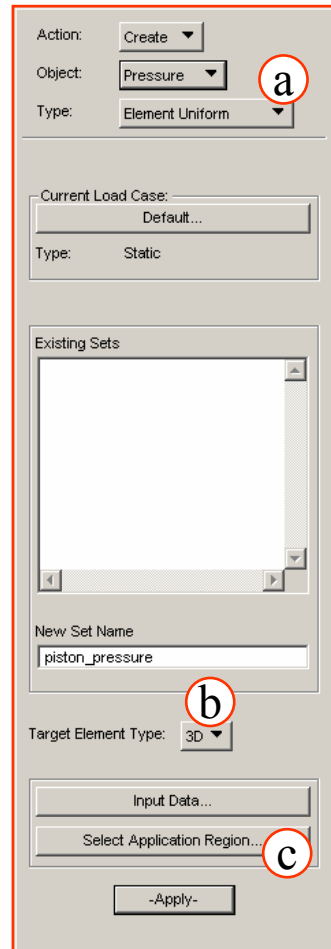 Action: Create
Object: Pressure
a
Type: Element Uniform
Current Load Case:
Default...
Type: Static
Existing Sets
New Set Name
piston_pressure
b
Target Element Type: 3D
Input Data...
Select Application Region...
c
-Apply-